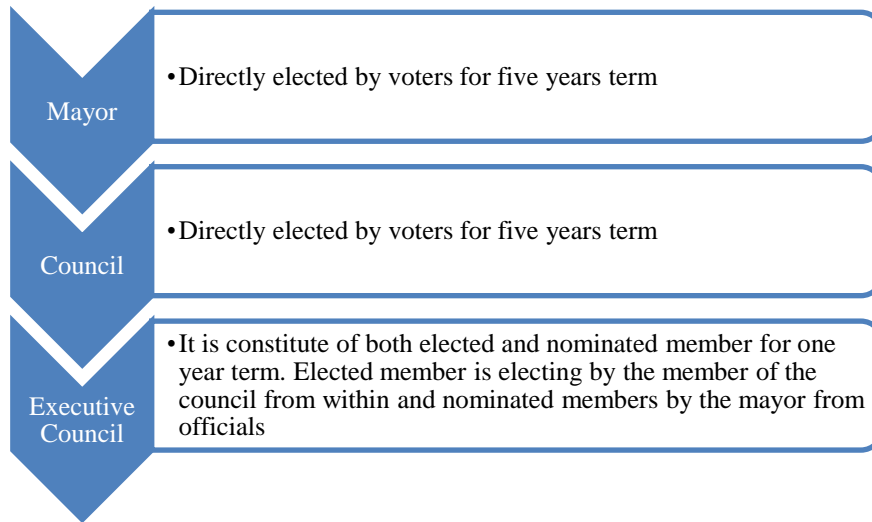 Mayor
•Directly elected by voters for five years term
Council
•Directly elected by voters for five years term
Executive
Council
•It is constitute of both elected and nominated member for one
year term. Elected member is electing by the member of the
council from within and nominated members by the mayor from
officials